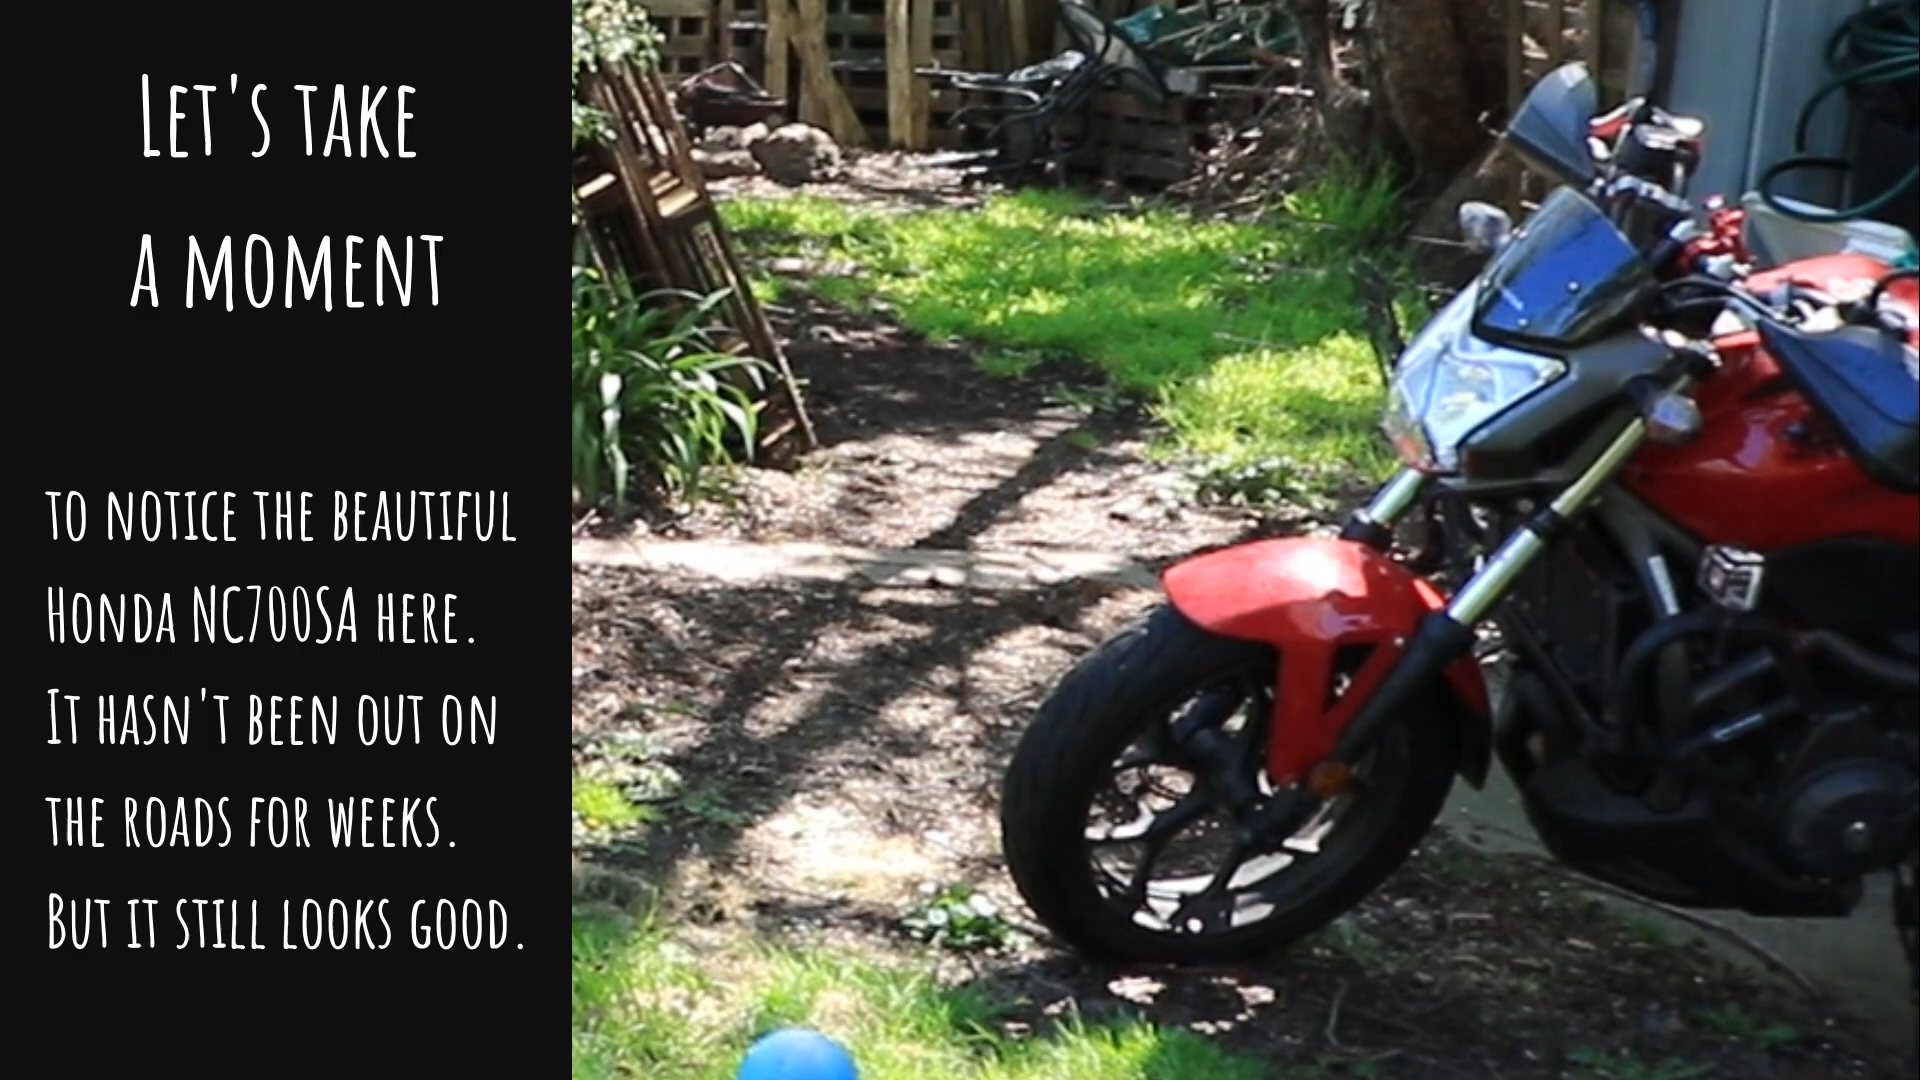 Let's take
a moment
to notice the beautiful
Honda NC700SA here.
It hasn't been out on
the roads for weeks.
But it still looks good.